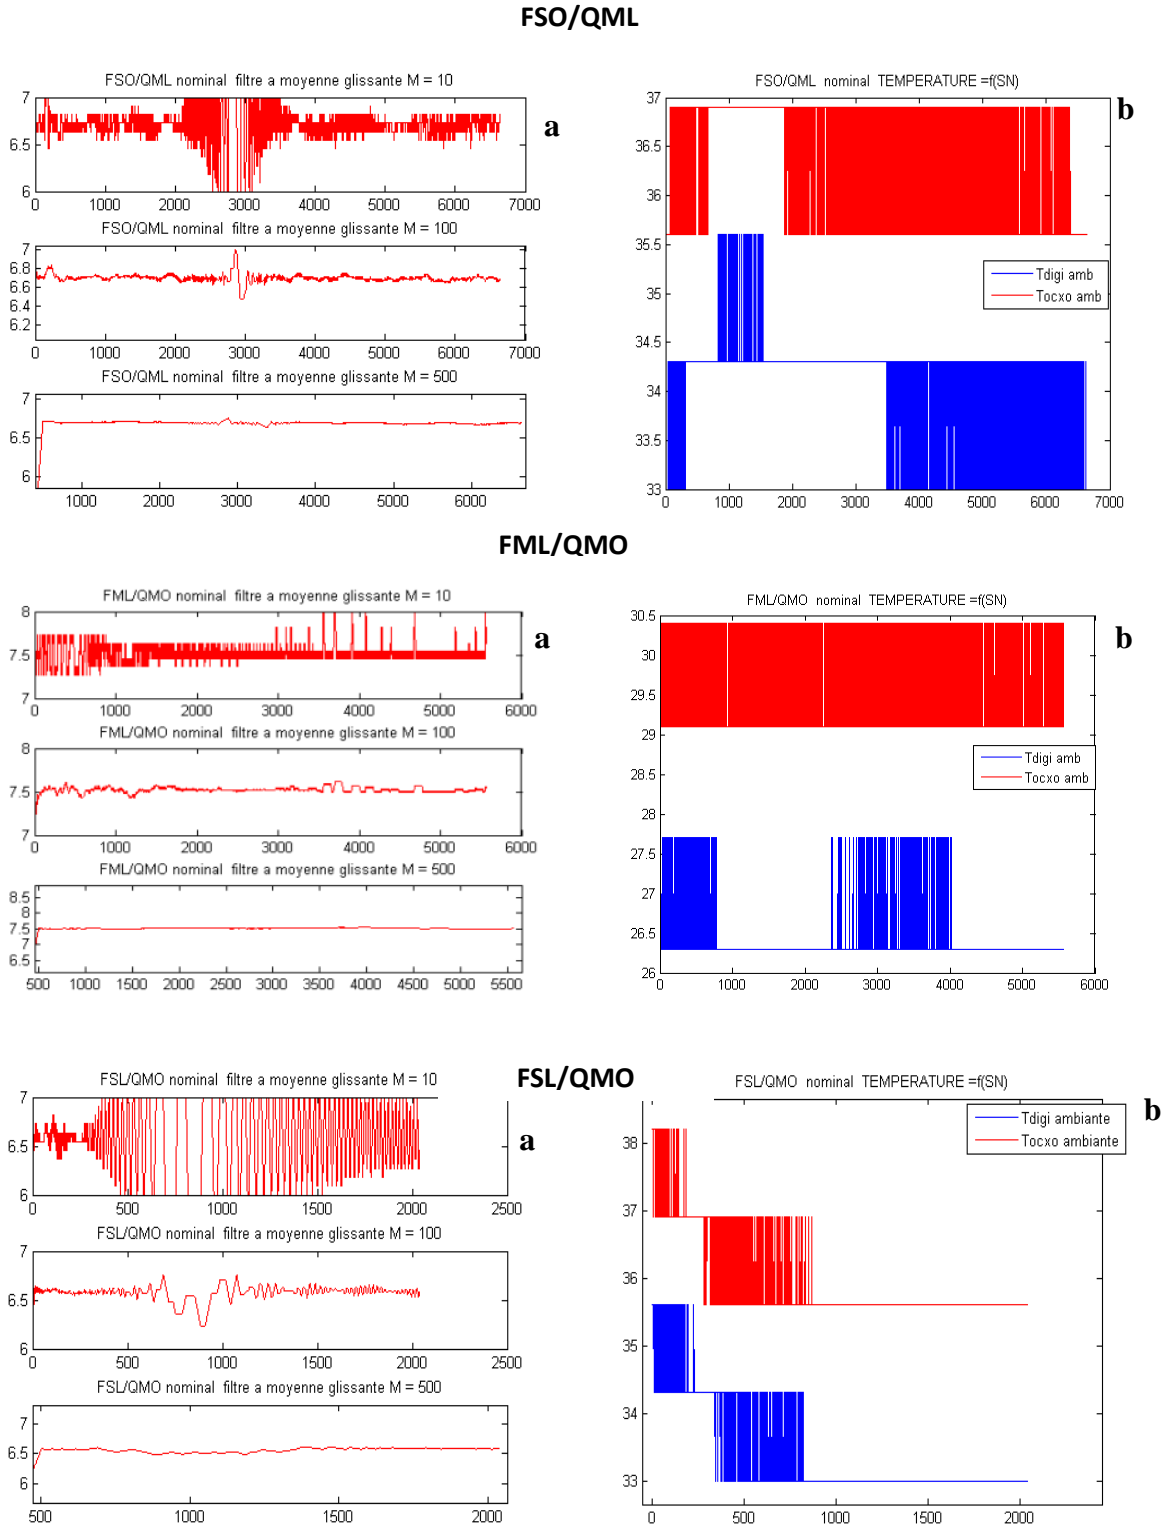 FSO/QML
FSO/QML nominal filtre a moyenne glissante M = 10
7
6.5
6
0 1000 2000 3000 4000 5000 6000 7000
a
FSO/QML nominal filtre a moyenne glissante M = 100
7
6.8
6.6
6.4
6.2
0 1000 2000 3000 4000 5000 6000 7000
FSO/QML nominal filtre a moyenne glissante M = 500
7
6.5
6
1000 2000 3000 4000 5000 6000
FSO/QML nominal TEMPERATURE =f(SN)
b
37
36.5
36
35.5
35
34.5
34
33.5
33
0 1000 2000 3000 4000 5000 6000 7000
Tdigi amb
Tocxo amb
FML/QMO
FML/QMO nominal filtre a moyenne glissante M = 10
8
7.5
7
0 1000 2000 3000 4000 5000 6000
a
FML/QMO nominal filtre a moyenne glissante M = 100
8
7.5
7
0 1000 2000 3000 4000 5000 6000
FML/QMO nominal filtre a moyenne glissante M = 500
8.5
8
7.5
7
6.5
500 1000 1500 2000 2500 3000 3500 4000 4500 5000 5500
FML/QMO nominal TEMPERATURE =f(SN)
b
30.5
30
29.5
29
28.5
28
27.5
27
26.5
26
0 1000 2000 3000 4000 5000 6000
Tdigi amb
Tocxo amb
FSL/QMO
FSL/QMO nominal filtre a moyenne glissante M = 10
7
6.5
6
0 500 1000 1500 2000 2500
a
FSL/QMO nominal filtre a moyenne glissante M = 100
7
6.5
6
0 500 1000 1500 2000 2500
FSL/QMO nominal filtre a moyenne glissante M = 500
7
6.5
6
500 1000 1500 2000
FSL/QMO nominal TEMPERATURE =f(SN)
b
38
37
36
35
34
33
0 500 1000 1500 2000
Tdigi ambiante
Tocxo ambiante